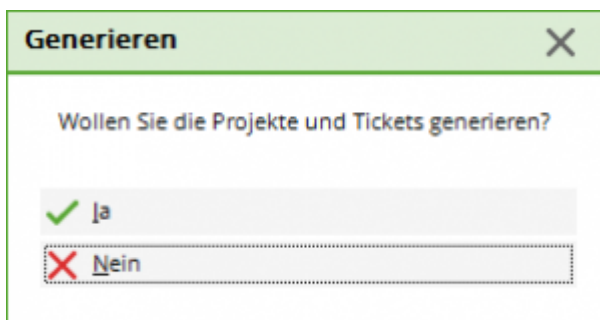 Generieren
Wollen Sie die Projekte und Tickets generieren?
Ja
Nein